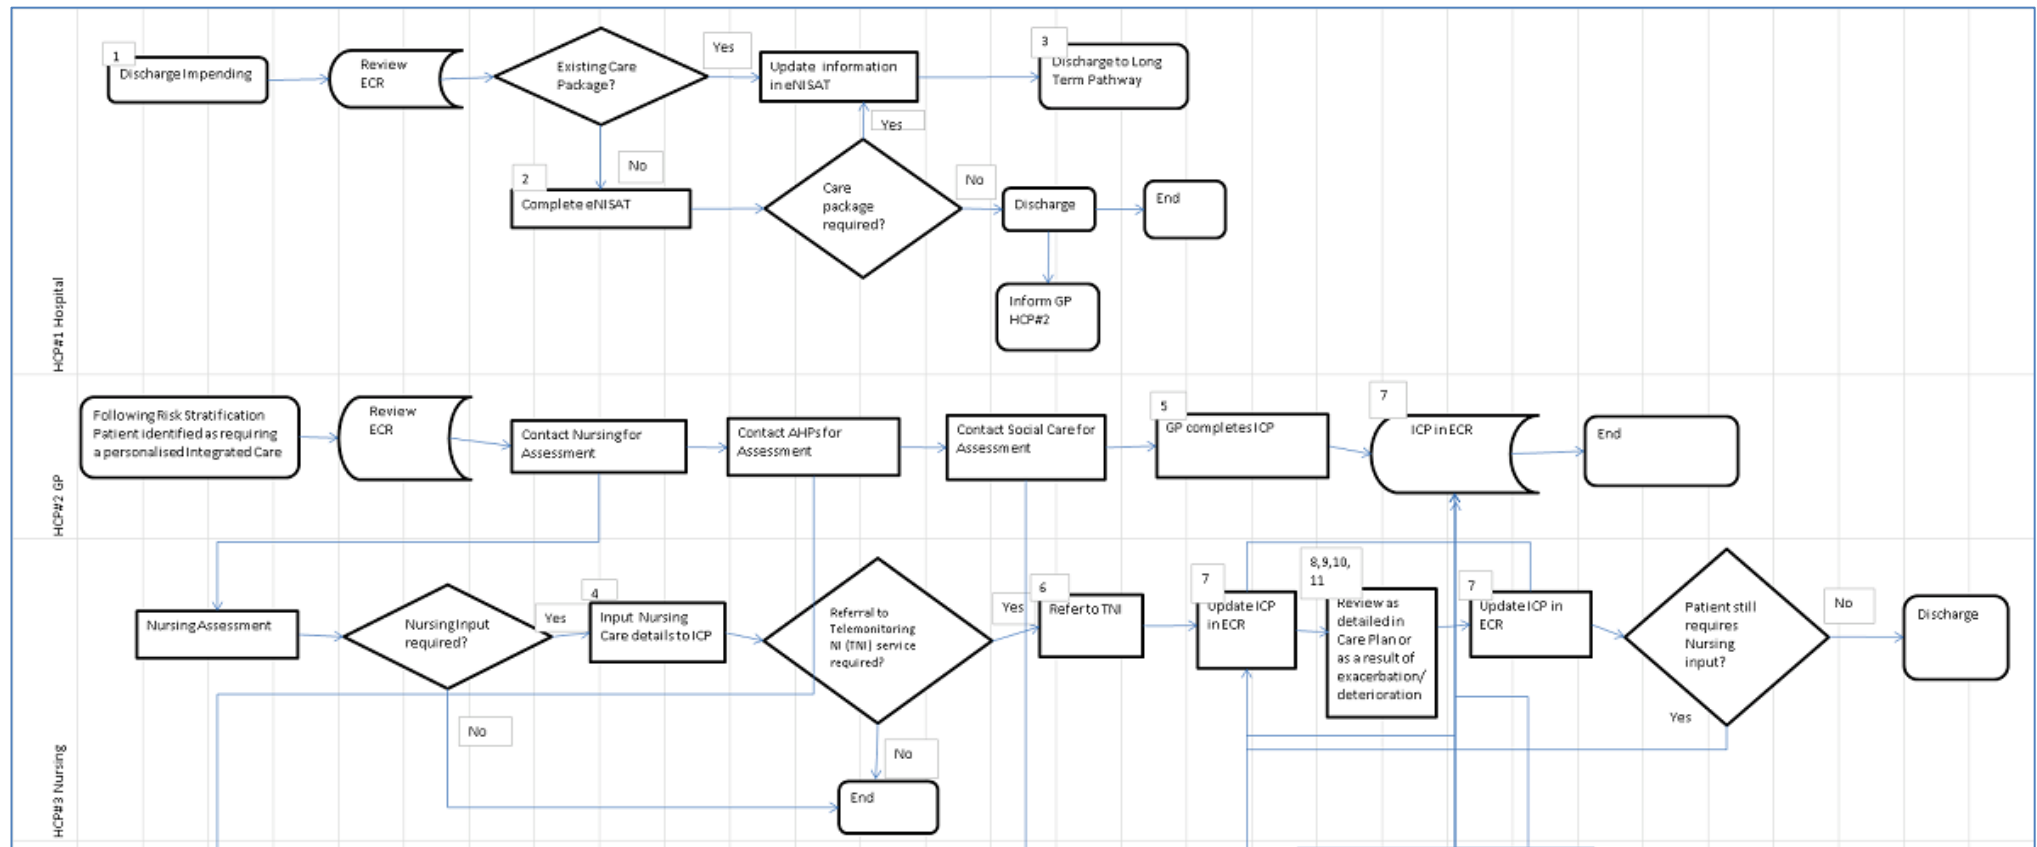 1
Discharge Impending
Review
ECR
Existing Care
Package?
Yes
Update information
in eNISAT
3
Discharge to Long
Term Pathway
No
Yes
2
Complete eNISAT
Care
package
required?
No
Discharge
End
Inform GP
HCP#2
HCP#1 Hospital
Following Risk Stratification
Patient identified as requiring
a personalised Integrated Care
Review
ECR
Contact Nursing for
Assessment
Contact AHPs for
Assessment
Contact Social Care for
Assessment
5
GP completes ICP
7
ICP in ECR
End
HCP#2 GP
Nursing Assessment
Nursing Input
required?
Yes
4
Input Nursing
Care details to ICP
Referral to
Telemonitoring
NI (TNI) service
required?
Yes
6
Refer to TNI
7
Update ICP
in ECR
8,9,10,
11
Review as
detailed in
Care Plan or
as a result of
exacerbation/
deterioration
7
Update ICP in
ECR
Patient still
requires
Nursing
input?
No
Discharge
Yes
No
No
End
HCP#3 Nursing